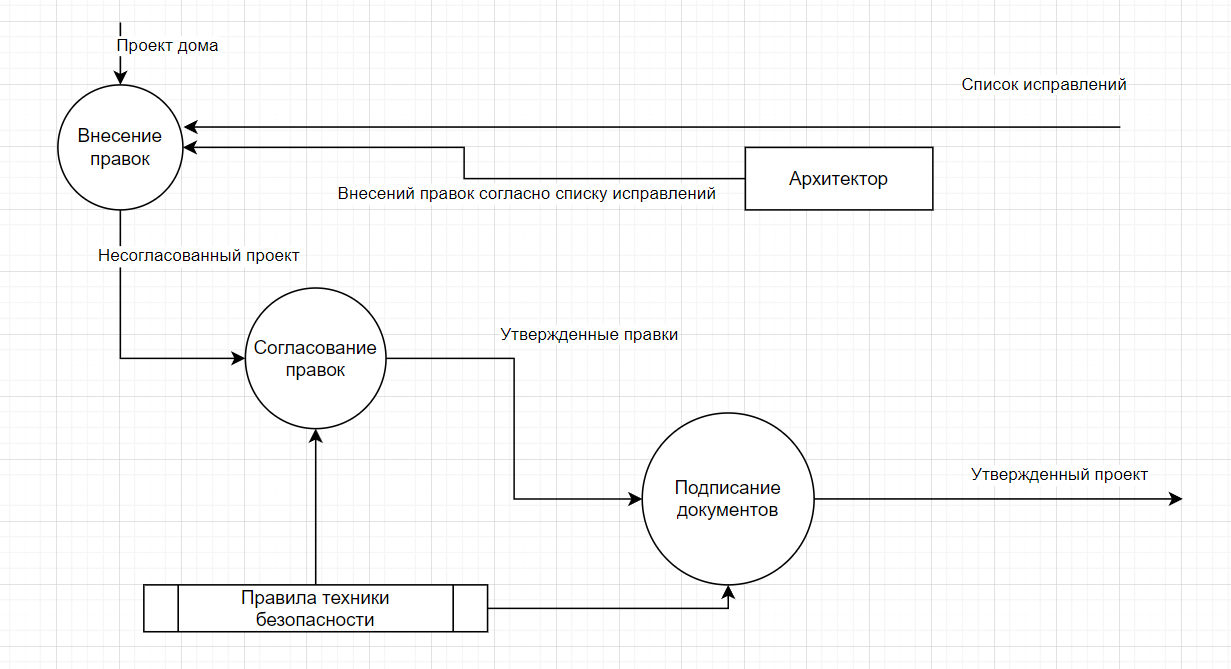 Проект дома
Список исправлений
Внесение
правок
Архитектор
Внесений правок согласно списку исправлений
Несогласованный проект
Утвержденные правки
Согласование
правок
Утвержденный проект
Подписание
документов
Правила техники
безопасности